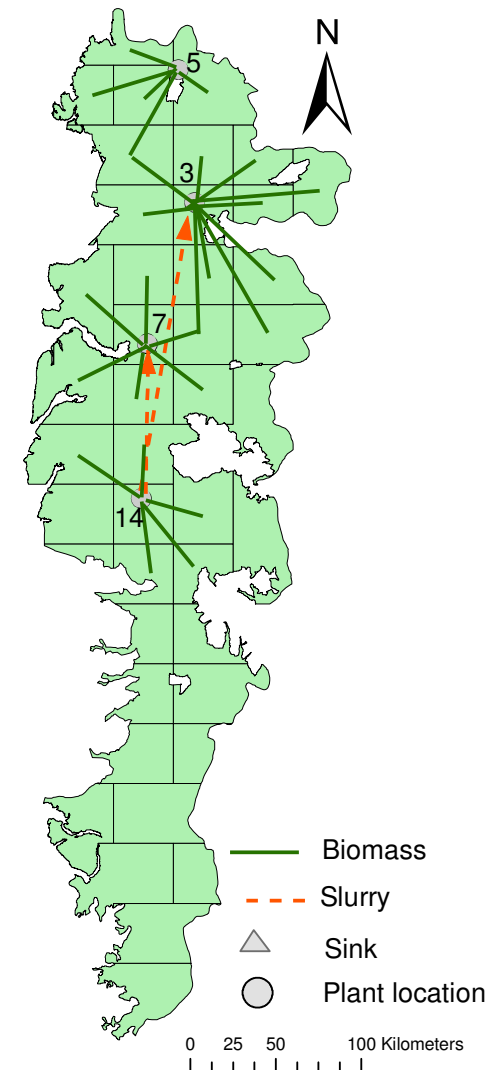 N
5
3
7
14
Biomass
Slurry
Sink
Plant location
0 25 50 100 Kilometers